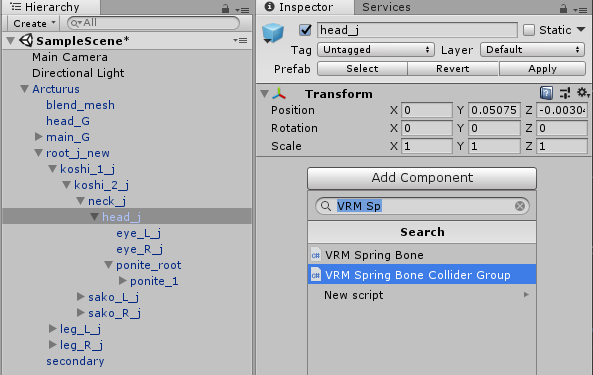 Hierarchy
Create
All
SampleScene*
Main Camera
Directional Light
Arcturus
blend_mesh
head_G
main_G
root_j_new
koshi_1_j
koshi_2_j
neck_j
head_j
eye_L_j
eye_R_j
ponite_root
ponite_1
sako_L_j
sako_R_j
leg_L_j
leg_R_j
secondary
Inspector Services
head_j Static
Tag Untagged Layer Default
Prefab Select Revert Apply
Transform
Position X 0 Y 0.05075 Z -0.00304
Rotation X 0 Y 0 Z 0
Scale X 1 Y 1 Z 1
Add Component
VRM Sp
Search
c# VRM Spring Bone
c# VRM Spring Bone Collider Group
New script